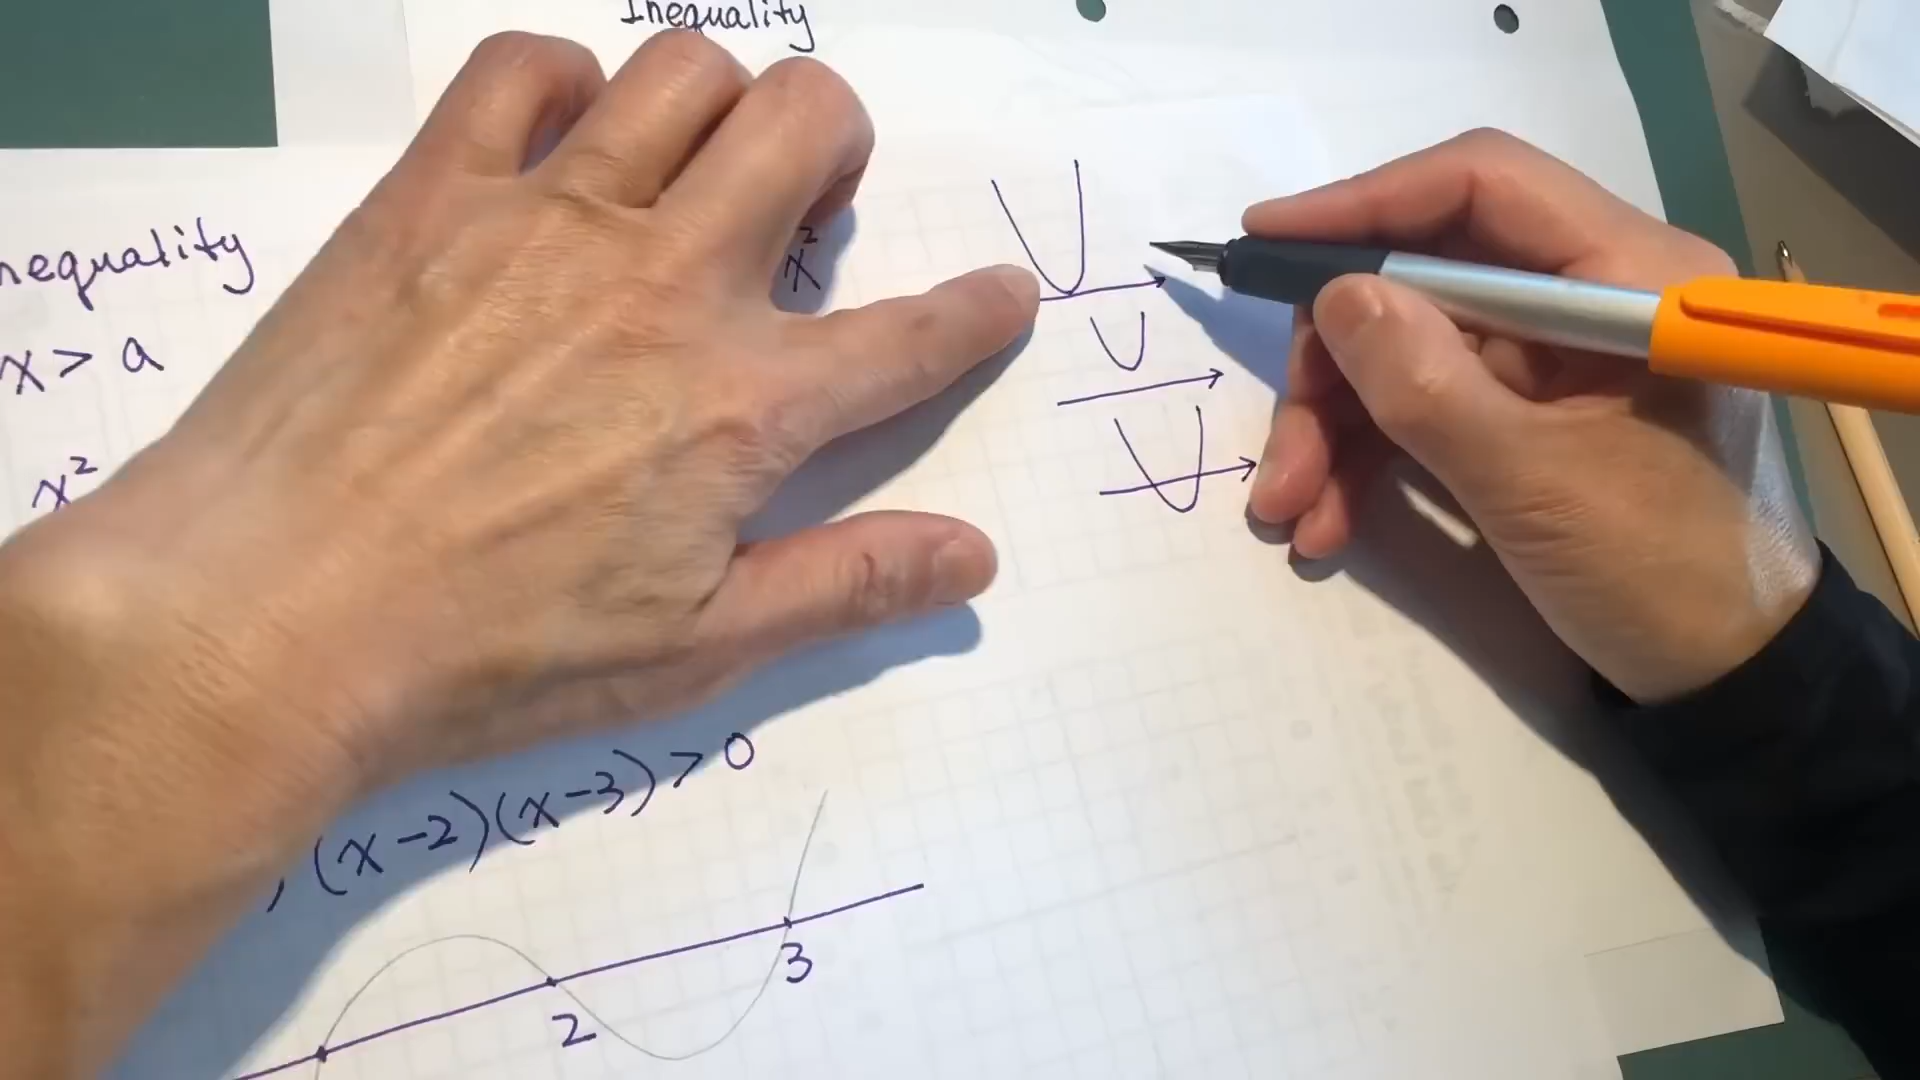 Inequality
nequality
x > a
x²
x²
, (x-2)(x-3) > 0
2
3